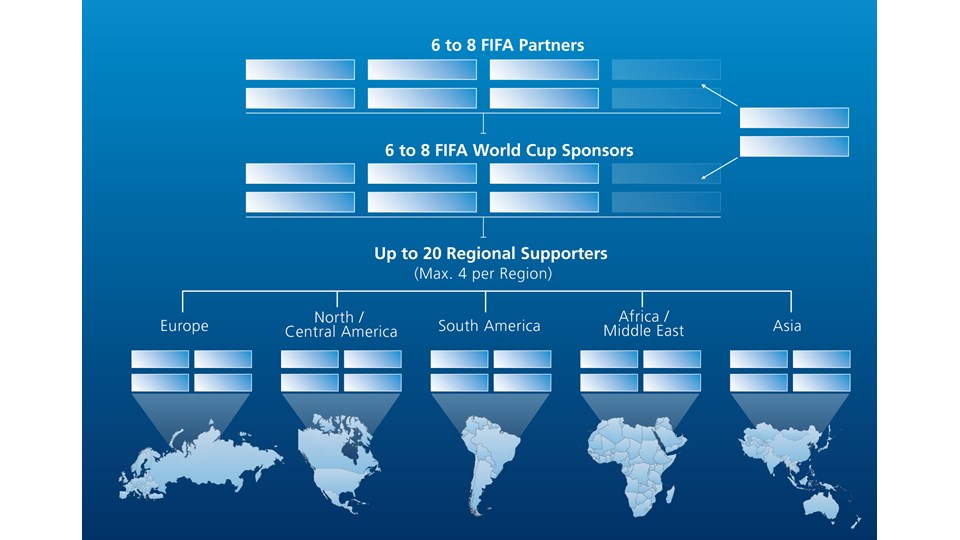 6 to 8 FIFA Partners
6 to 8 FIFA World Cup Sponsors
Up to 20 Regional Supporters
(Max. 4 per Region)
Europe
North /
Central America
South America
Africa /
Middle East
Asia